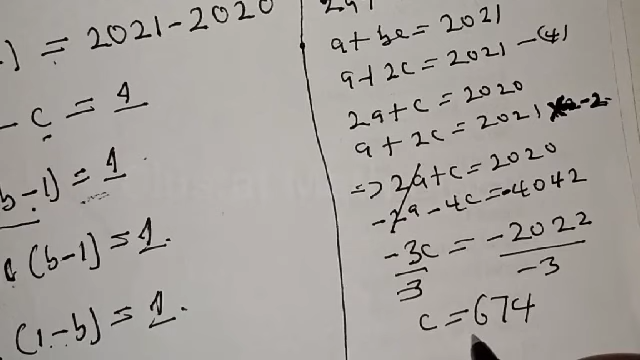 ) = 2021-2020
- c = 1
b-1) = 1
(b-1) = 1.
(1-b) = 1.
a + bc = 2021
a + 2c = 2021 -(4)
2a + c = 2020
a + 2c = 2021 x-2
=> 2a + c = 2020
-2a - 4c = -4042
-3c = -2022
3 -3
c = 674